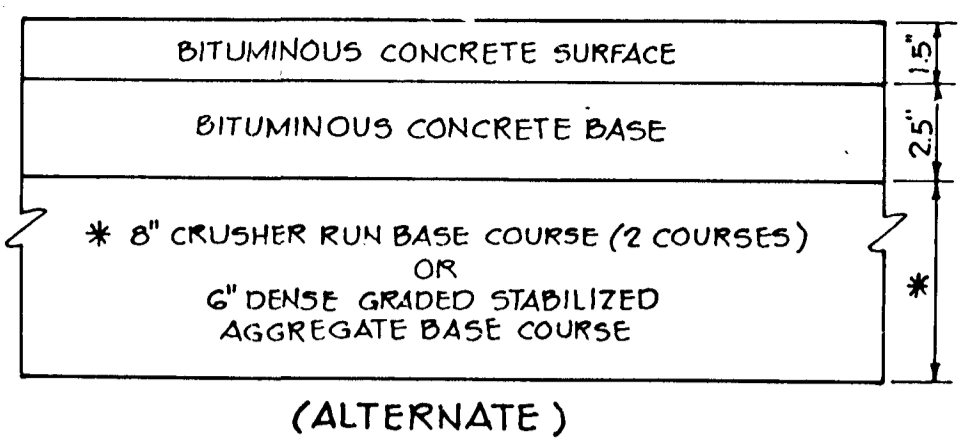 BITUMINOUS CONCRETE SURFACE
1.5"
BITUMINOUS CONCRETE BASE
2.5"
* 8" CRUSHER RUN BASE COURSE (2 COURSES)
OR
6" DENSE GRADED STABILIZED
AGGREGATE BASE COURSE
*
(ALTERNATE)